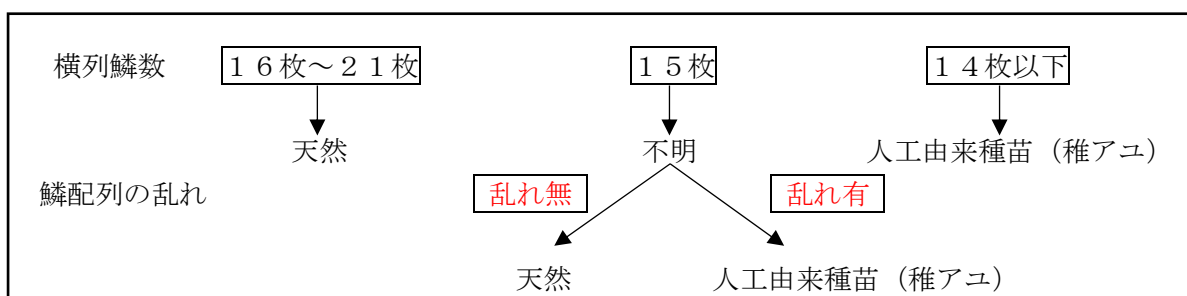 横列鱗数 １６枚～２１枚 １５枚 １４枚以下
天然 不明 人工由来種苗（稚アユ）
鱗配列の乱れ 乱れ無 乱れ有
天然 人工由来種苗（稚アユ）